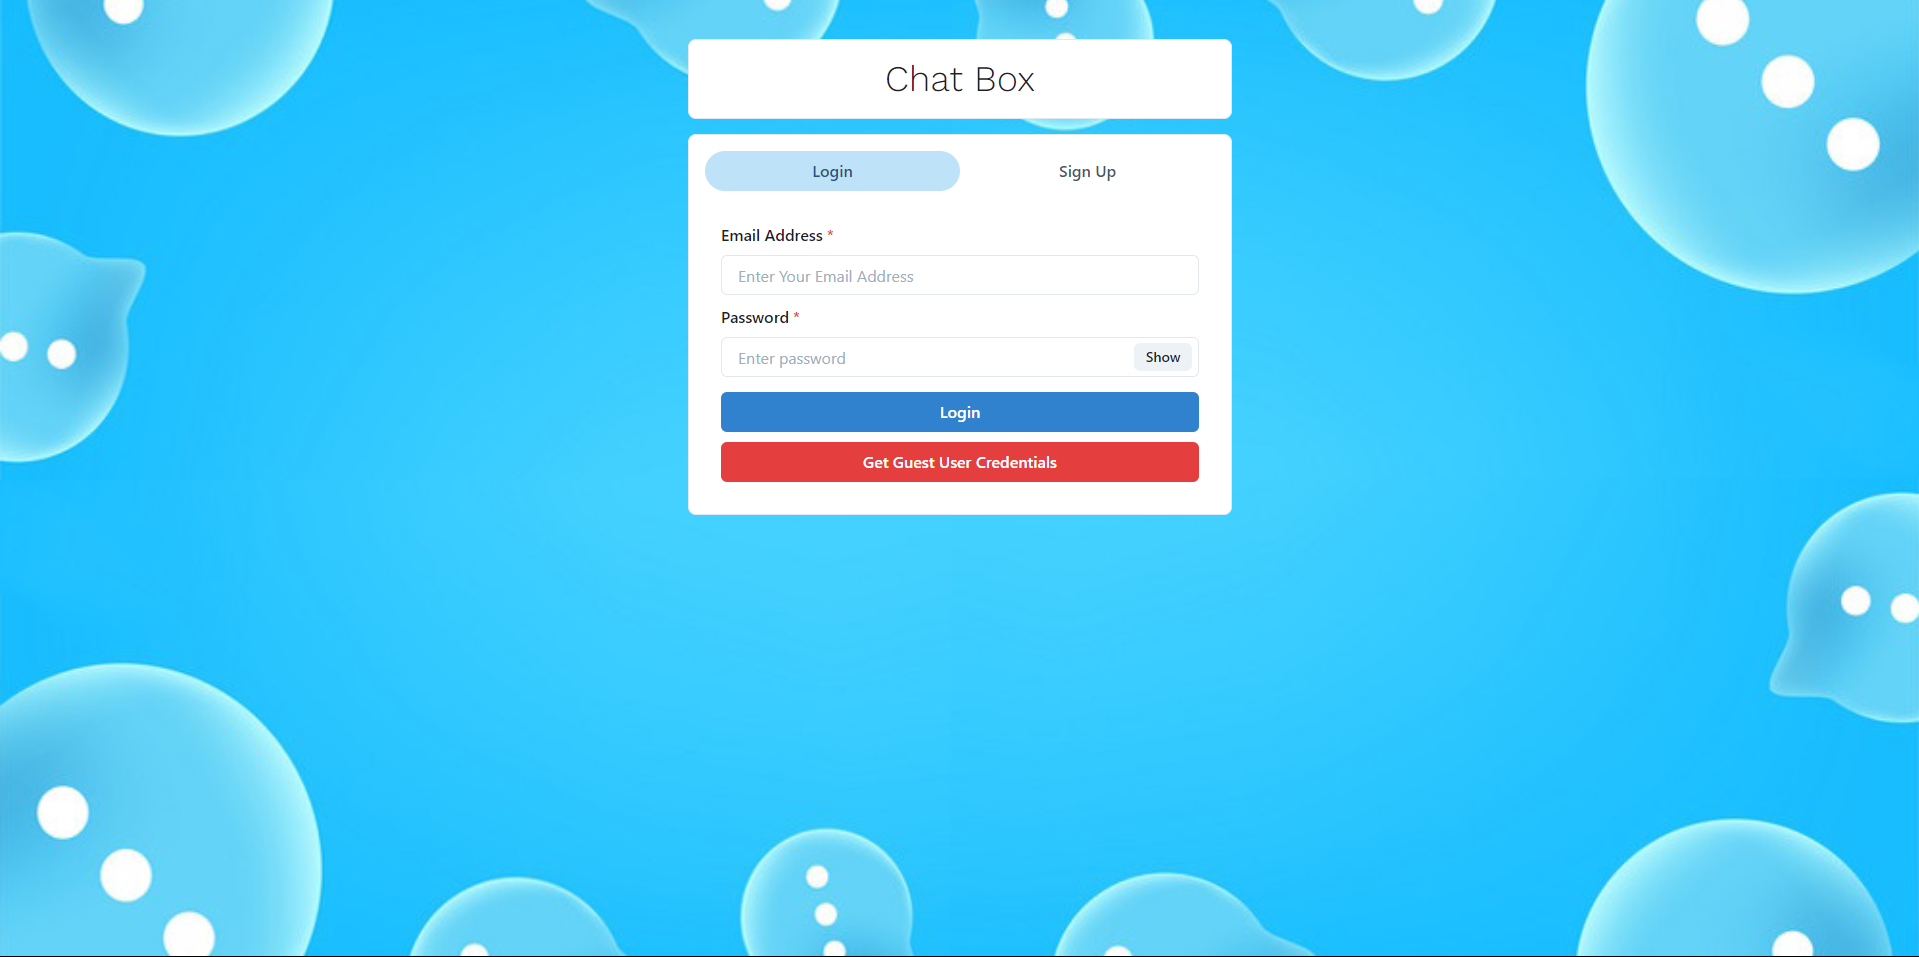 Chat Box
Login
Sign Up
Email Address *
Enter Your Email Address
Password *
Enter password
Show
Login
Get Guest User Credentials